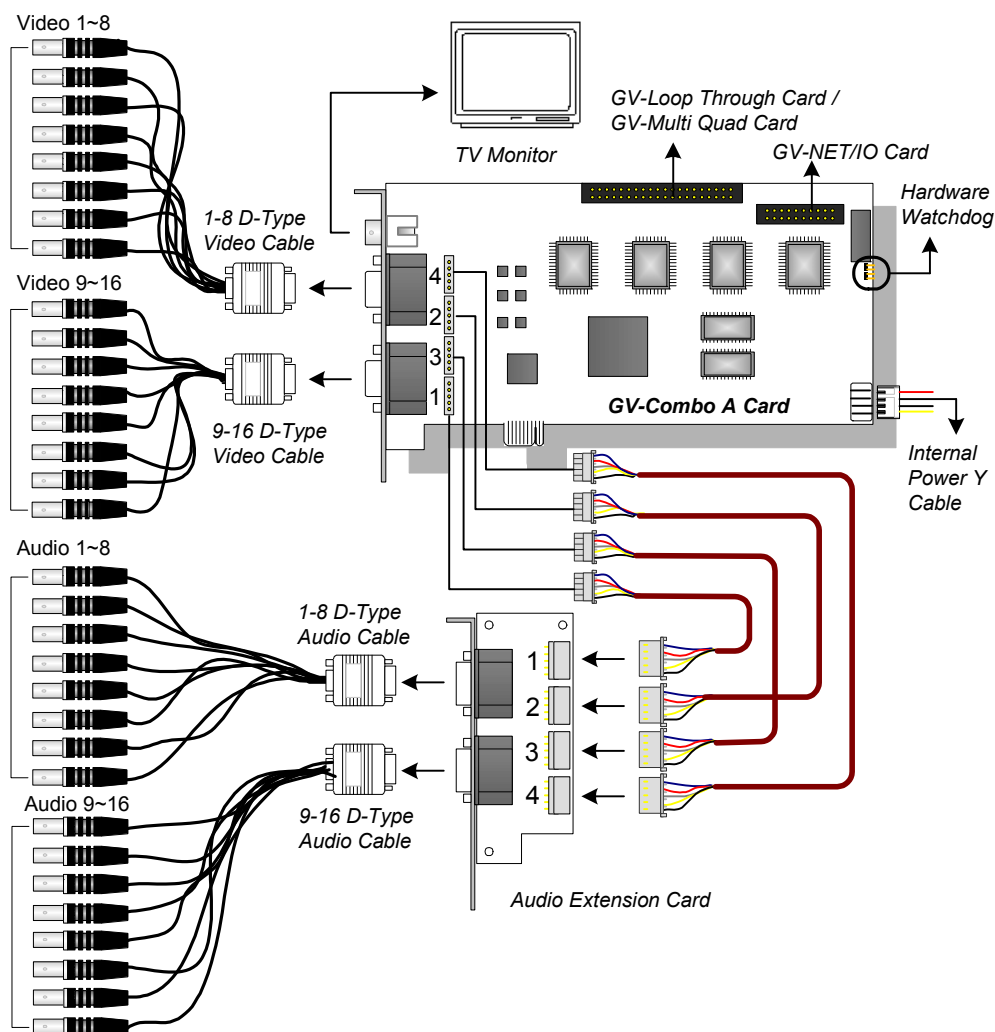 Video 1~8
TV Monitor
GV-Loop Through Card /
GV-Multi Quad Card
GV-NET/IO Card
Hardware
Watchdog
1-8 D-Type
Video Cable
Video 9~16
9-16 D-Type
Video Cable
4
2
3
1
GV-Combo A Card
Internal
Power Y
Cable
Audio 1~8
1-8 D-Type
Audio Cable
1
2
3
4
Audio 9~16
9-16 D-Type
Audio Cable
Audio Extension Card